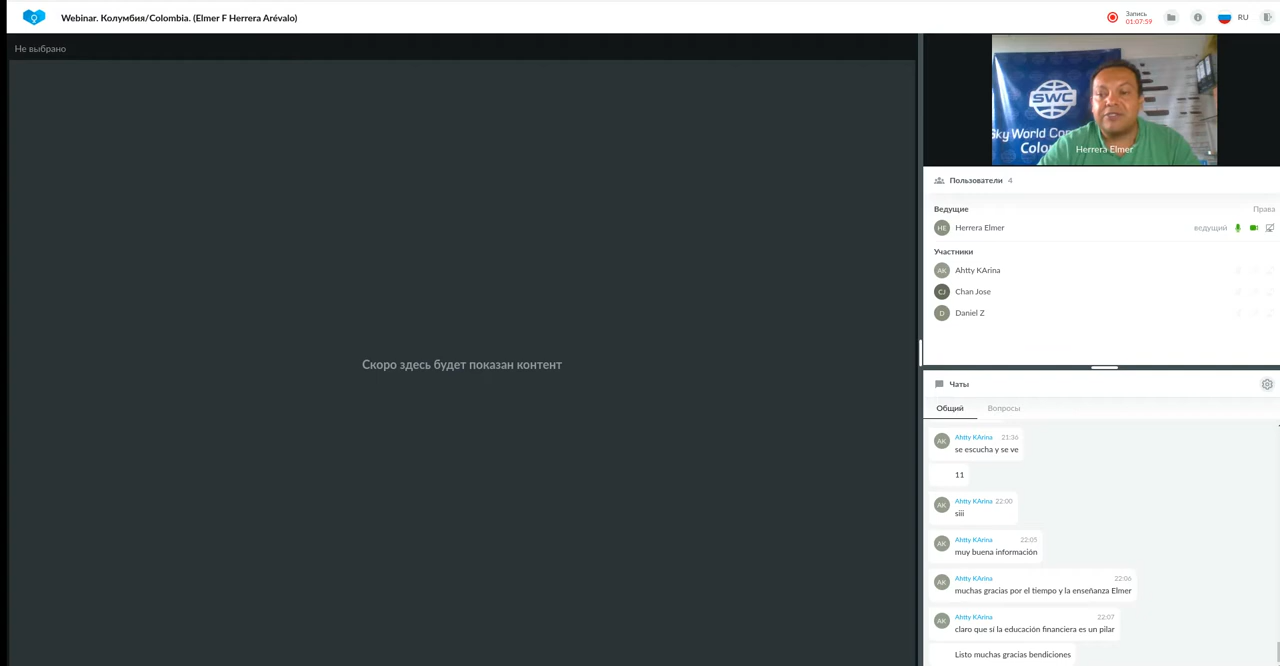 Webinar. Колумбия/Colombia. (Elmer F Herrera Arévalo)
Запись
01:07:59
RU
Не выбрано
Скоро здесь будет показан контент
SWC
Sky World Com
Colo
Herrera Elmer
Пользователи 4
Ведущие Права
HE Herrera Elmer ведущий
Участники
AK Ahtty KArina
CJ Chan Jose
D Daniel Z
Чаты
Общий Вопросы
AK Ahtty KArina 21:36
se escucha y se ve
11
AK Ahtty KArina 22:00
siii
AK Ahtty KArina 22:05
muy buena información
AK Ahtty KArina 22:06
muchas gracias por el tiempo y la enseñanza Elmer
AK Ahtty KArina 22:07
claro que sí la educación financiera es un pilar
Listo muchas gracias bendiciones